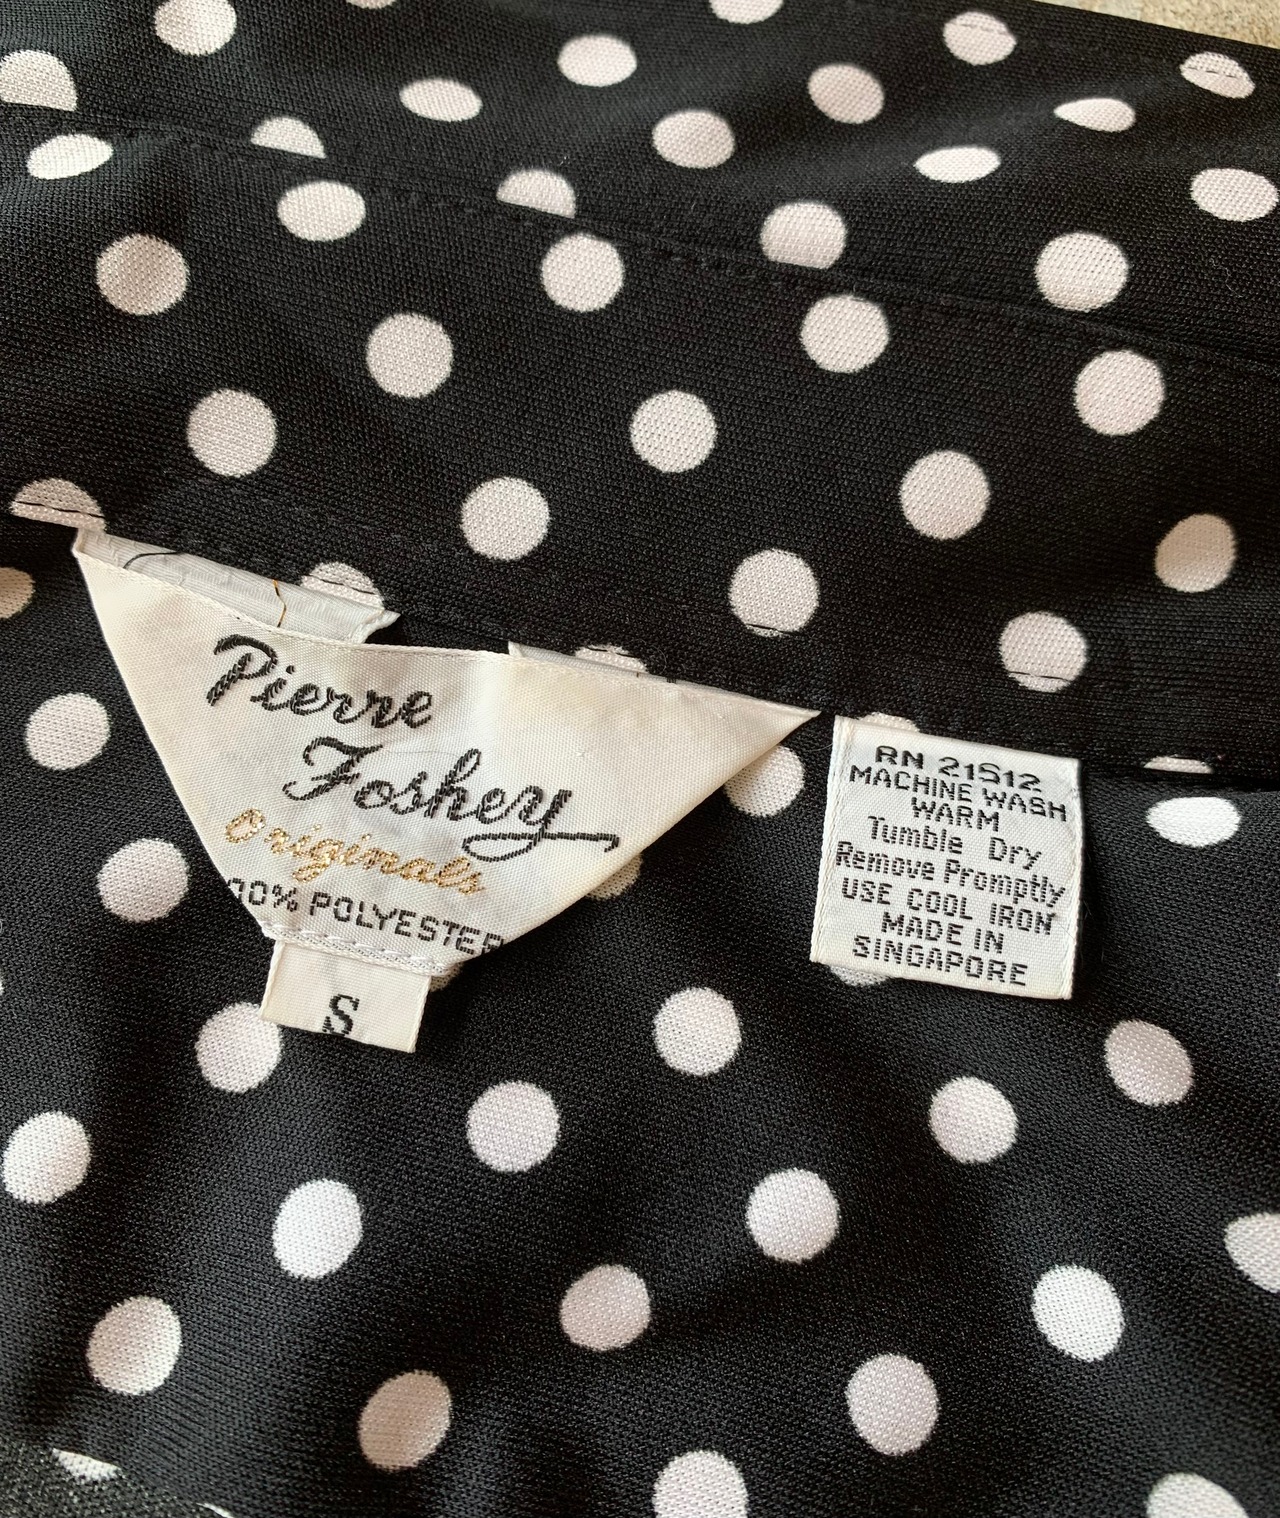 Pierre
Foshey
Originals
00% POLYESTER
S
RN 21512
MACHINE WASH
WARM
Tumble Dry
Remove Promptly
USE COOL IRON
MADE IN
SINGAPORE